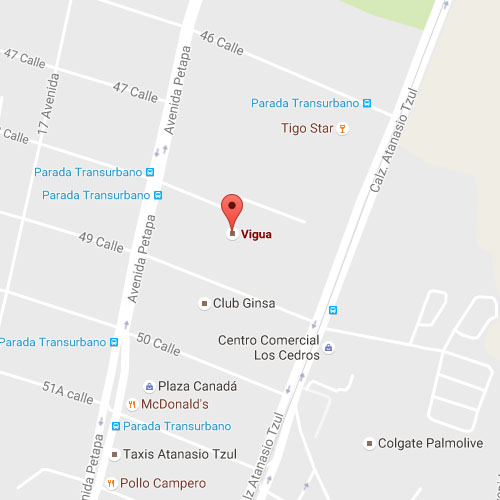 46 Calle
47 Calle
47 Calle
17 Avenida
Avenida Petapa
Parada Transurbano
Calz. Atanasio Tzul
Tigo Star
Parada Transurbano
Parada Transurbano
Vigua
49 Calle
Avenida Petapa
Club Ginsa
50 Calle
Parada Transurbano
Centro Comercial
Los Cedros
51A calle
Plaza Canadá
McDonald's
Parada Transurbano
Calz Atanasio Tzul
Avenida Petapa
Taxis Atanasio Tzul
Colgate Palmolive
Pollo Campero